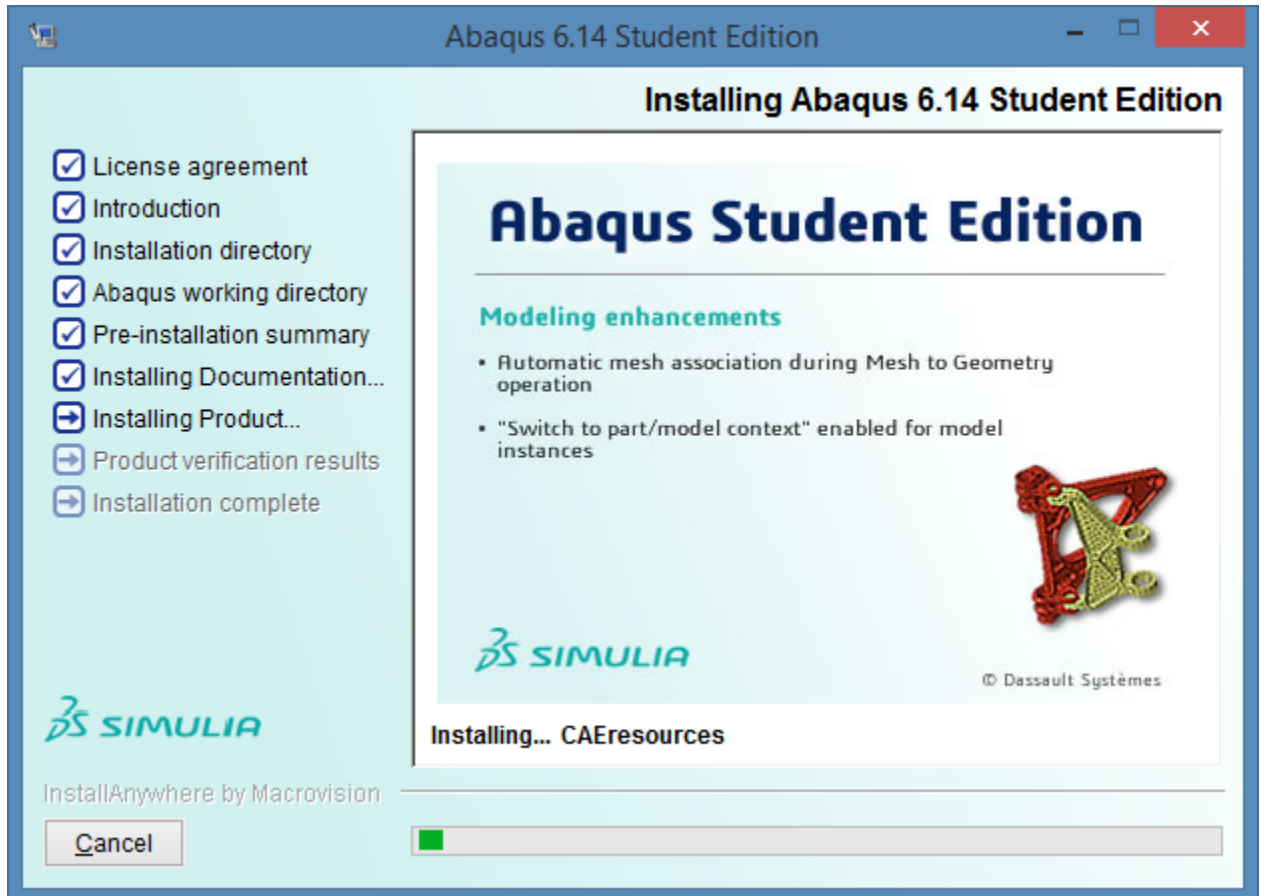 Abaqus 6.14 Student Edition
Installing Abaqus 6.14 Student Edition
License agreement
Introduction
Installation directory
Abaqus working directory
Pre-installation summary
Installing Documentation...
Installing Product...
Product verification results
Installation complete
Abaqus Student Edition
Modeling enhancements
• Automatic mesh association during Mesh to Geometry
operation
• "Switch to part/model context" enabled for model
instances
3DS SIMULIA
© Dassault Systèmes
Installing... CAEresources
3DS SIMULIA
InstallAnywhere by Macrovision
Cancel